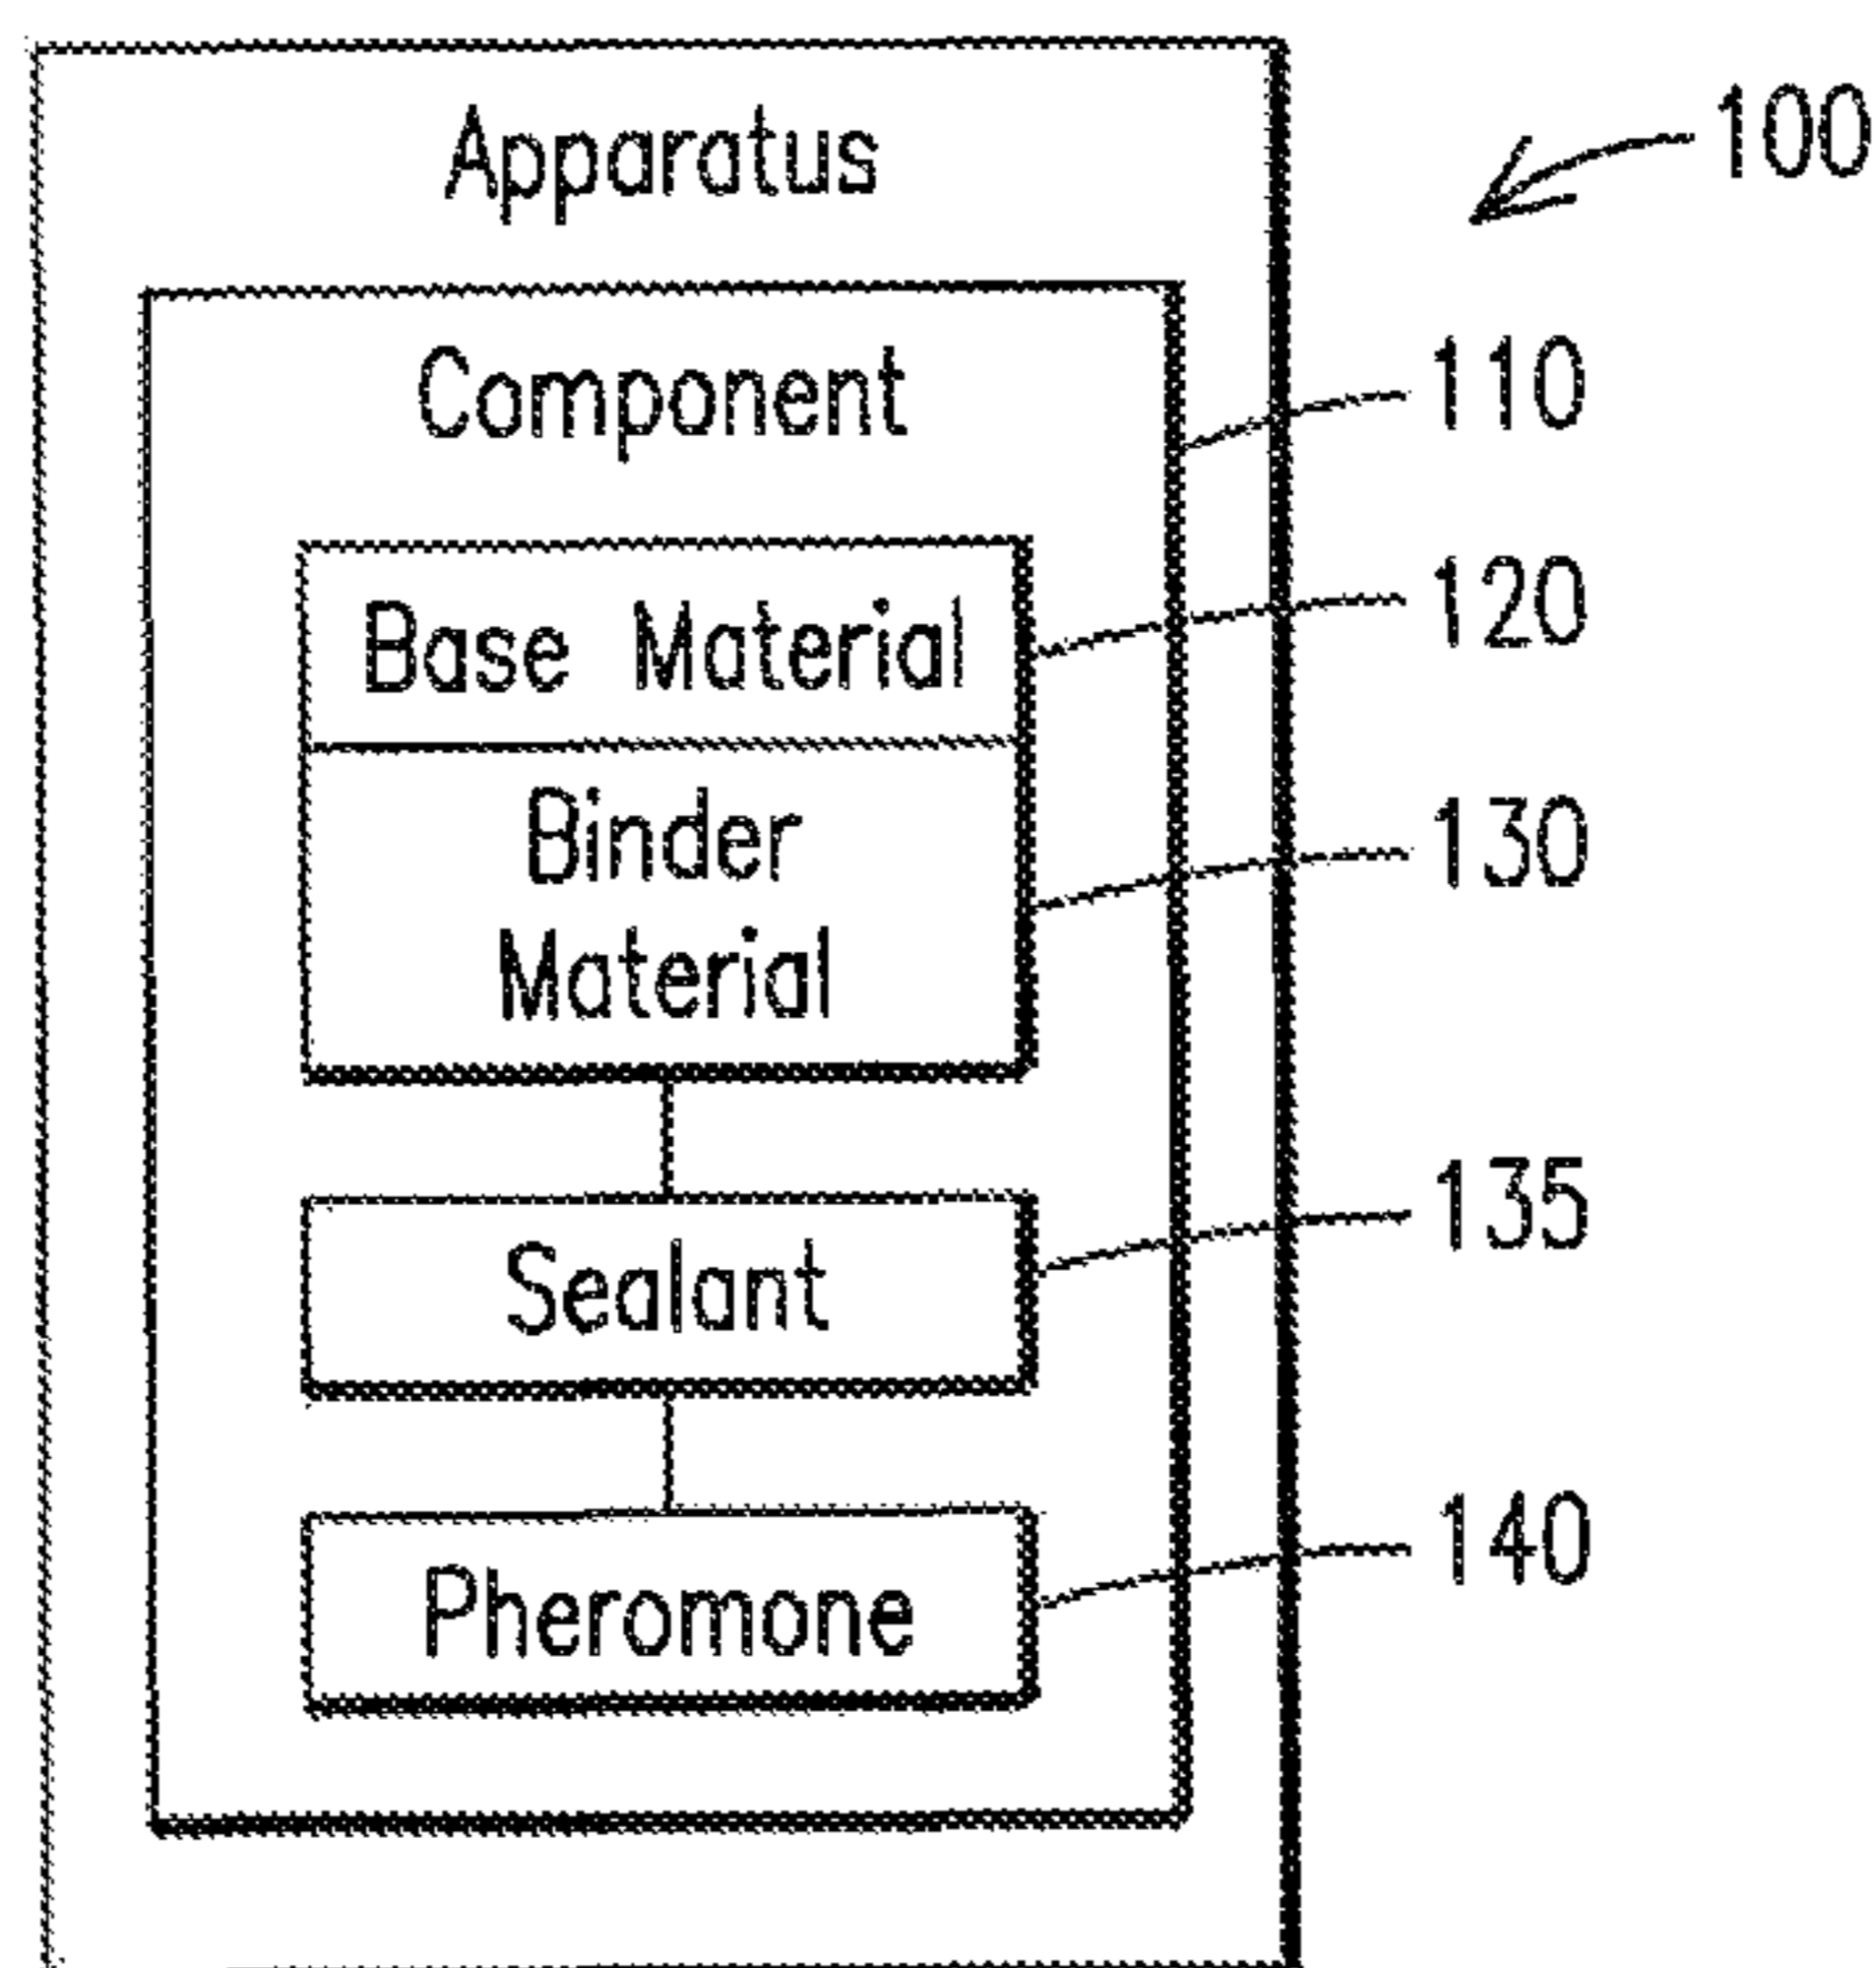 Apparatus
100
Component
110
Base Material
120
Binder
Material
130
Sealant
135
Pheromone
140